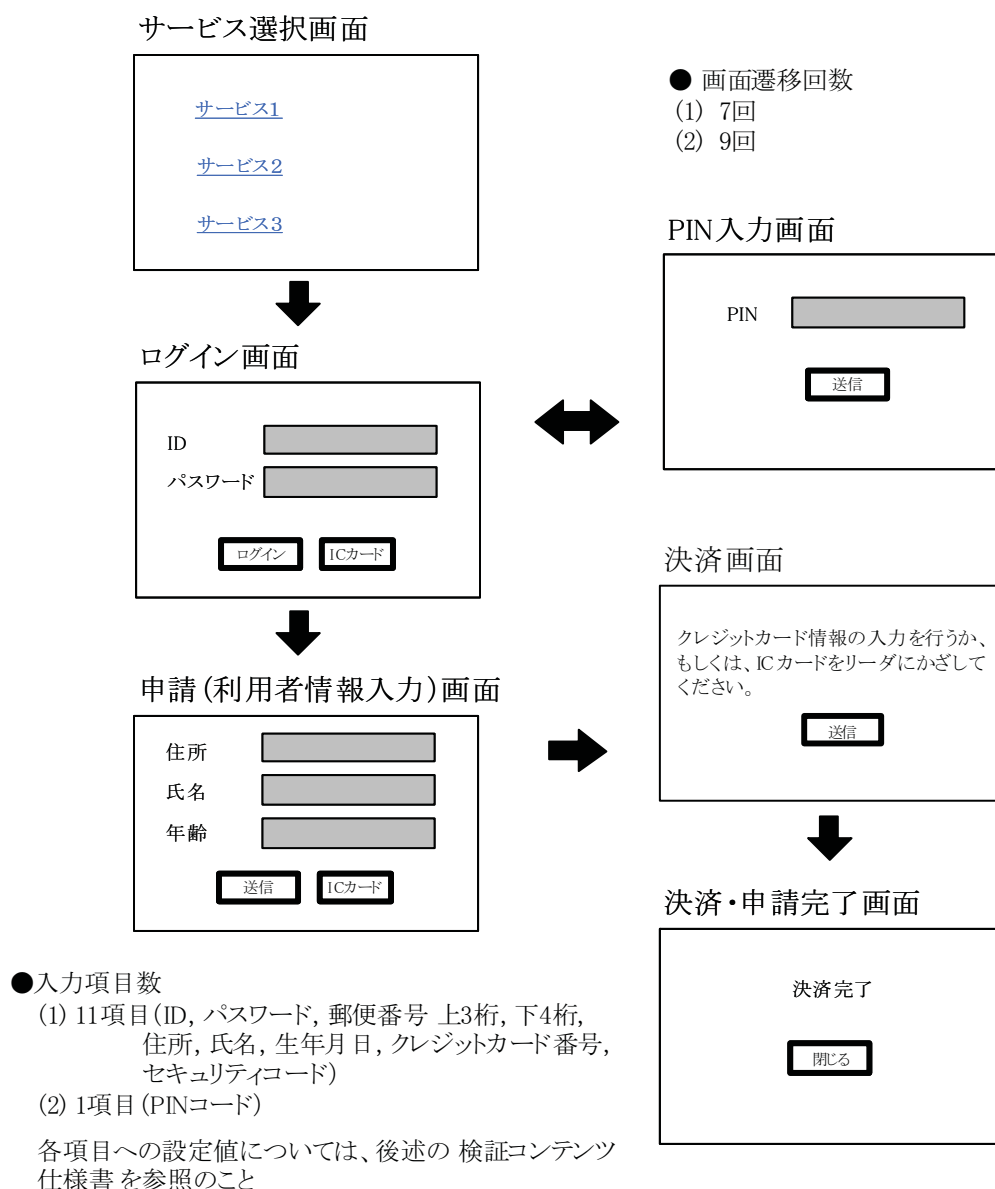 サービス選択画面
サービス1
サービス2
サービス3
● 画面遷移回数
(1) 7回
(2) 9回
PIN入力画面
PIN
送信
ログイン画面
ID
パスワード
ログイン ICカード
決済画面
クレジットカード情報の入力を行うか、
もしくは、ICカードをリーダにかざして
ください。
送信
申請(利用者情報入力)画面
住所
氏名
年齢
送信 ICカード
決済・申請完了画面
決済完了
閉じる
●入力項目数
(1) 11項目(ID, パスワード, 郵便番号 上3桁, 下4桁,
住所, 氏名, 生年月日, クレジットカード番号,
セキュリティコード)
(2) 1項目(PINコード)
各項目への設定値については、後述の 検証コンテンツ
仕様書 を参照のこと